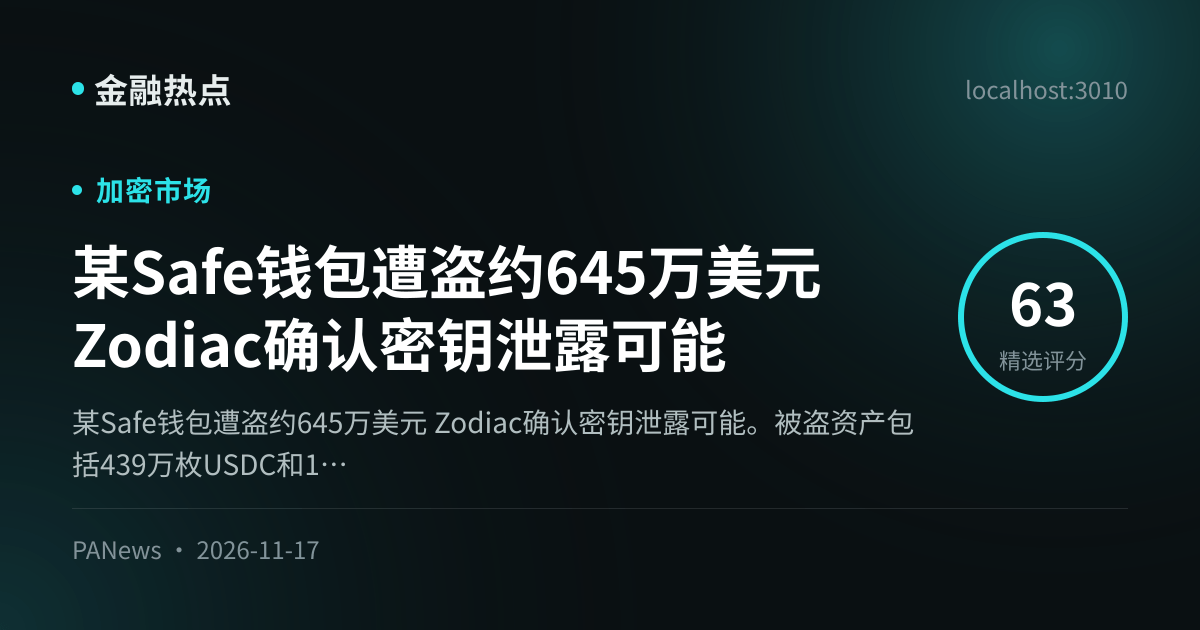 金融热点
localhost:3010
加密市场
某Safe钱包遭盗约645万美元
Zodiac确认密钥泄露可能
63
精选评分
某Safe钱包遭盗约645万美元 Zodiac确认密钥泄露可能。被盗资产包
括439万枚USDC和1…
PANews • 2026-11-17